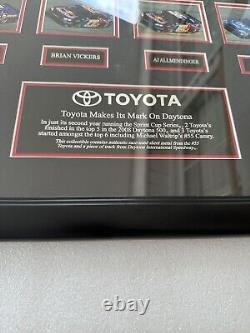 BRIAN VICKERS
AJ ALLMENDINGER
TOYOTA
Toyota Makes Its Mark On Daytona
In just its second year running the Sprint Cup Series,, 2 Toyota's
finished in the top 5 in the 2008 Daytona 500, and 3 Toyota's
started amongst the top 6 including Michael Waltrip's #55 Camry.
This collectible contains authentic race-used sheet metal from the #55
Toyota and a piece of track from Daytona International Speedway,.